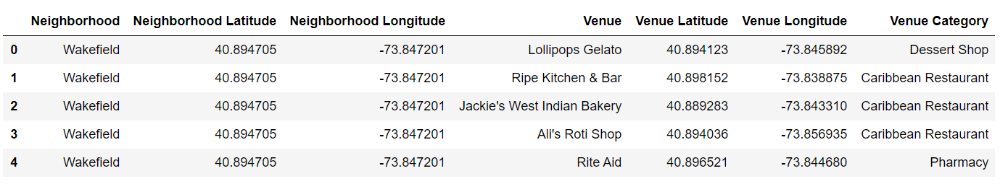 Neighborhood Neighborhood Latitude Neighborhood Longitude Venue Venue Latitude Venue Longitude Venue Category
0 Wakefield 40.894705 -73.847201 Lollipops Gelato 40.894123 -73.845892 Dessert Shop
1 Wakefield 40.894705 -73.847201 Ripe Kitchen & Bar 40.898152 -73.838875 Caribbean Restaurant
2 Wakefield 40.894705 -73.847201 Jackie's West Indian Bakery 40.889283 -73.843310 Caribbean Restaurant
3 Wakefield 40.894705 -73.847201 Ali's Roti Shop 40.894036 -73.856935 Caribbean Restaurant
4 Wakefield 40.894705 -73.847201 Rite Aid 40.896521 -73.844680 Pharmacy